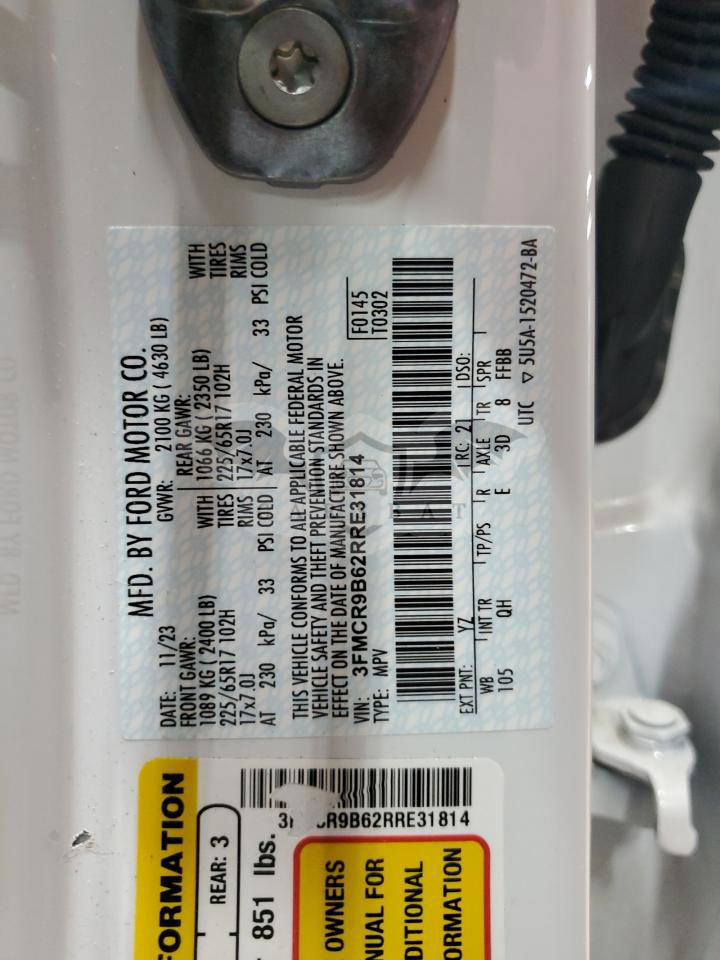 MFD. BY FORD MOTOR CO.
DATE: 11/23 GVWR: 2100 KG ( 4630 LB)
FRONT GAWR: REAR GAWR:
1089 KG ( 2400 LB) WITH 1066 KG ( 2350 LB) WITH
225/65R17 102H TIRES 225/65R17 102H TIRES
17x7.0J RIMS 17x7.0J RIMS
AT 230 kPa/ 33 PSI COLD AT 230 kPa/ 33 PSI COLD
THIS VEHICLE CONFORMS TO ALL APPLICABLE FEDERAL MOTOR
VEHICLE SAFETY AND THEFT PREVENTION STANDARDS IN
EFFECT ON THE DATE OF MANUFACTURE SHOWN ABOVE.
VIN: 3FMCR9B62RRE31814 F0145
TYPE: MPV T0302
EXT PNT: YZ RC: 21 DSO:
WB INT TR TP/PS R AXLE TR SPR
105 QH E 3D 8 FFBB
UTC ▽ 5U5A-1520472-BA
FORMATION
REAR: 3
851 lbs.
R9B62RRE31814
OWNERS
NUAL FOR
DITIONAL
ORMATION